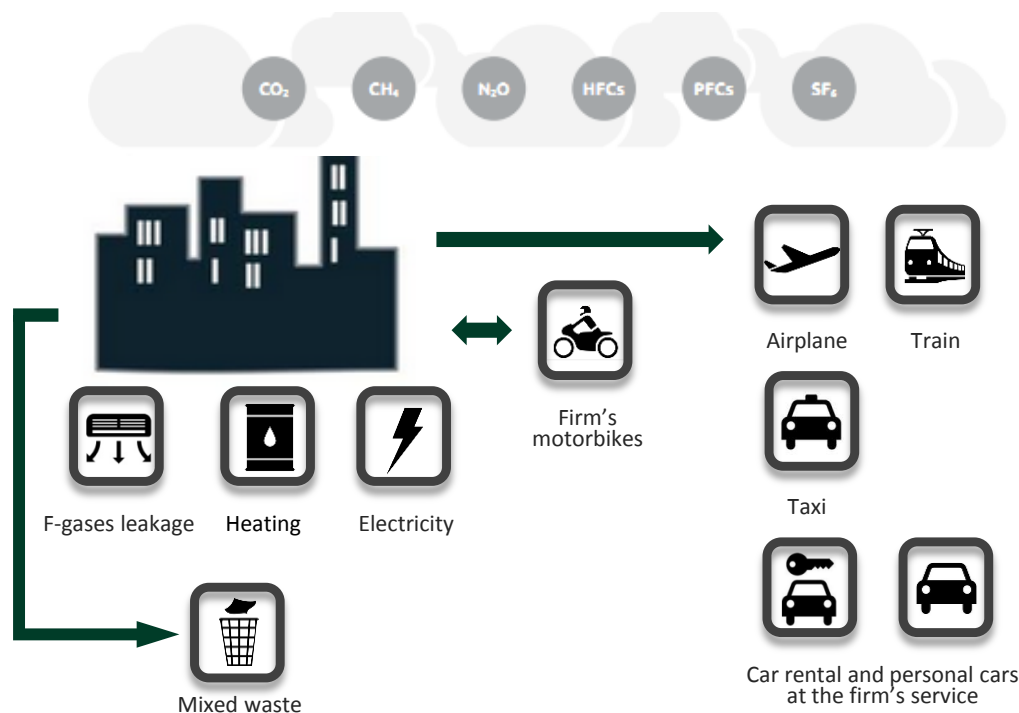 CO₂ CH₄ N₂O HFCs PFCs SF₆
Airplane
Train
Firm's
motorbikes
Taxi
F-gases leakage
Heating
Electricity
Car rental and personal cars
at the firm's service
Mixed waste